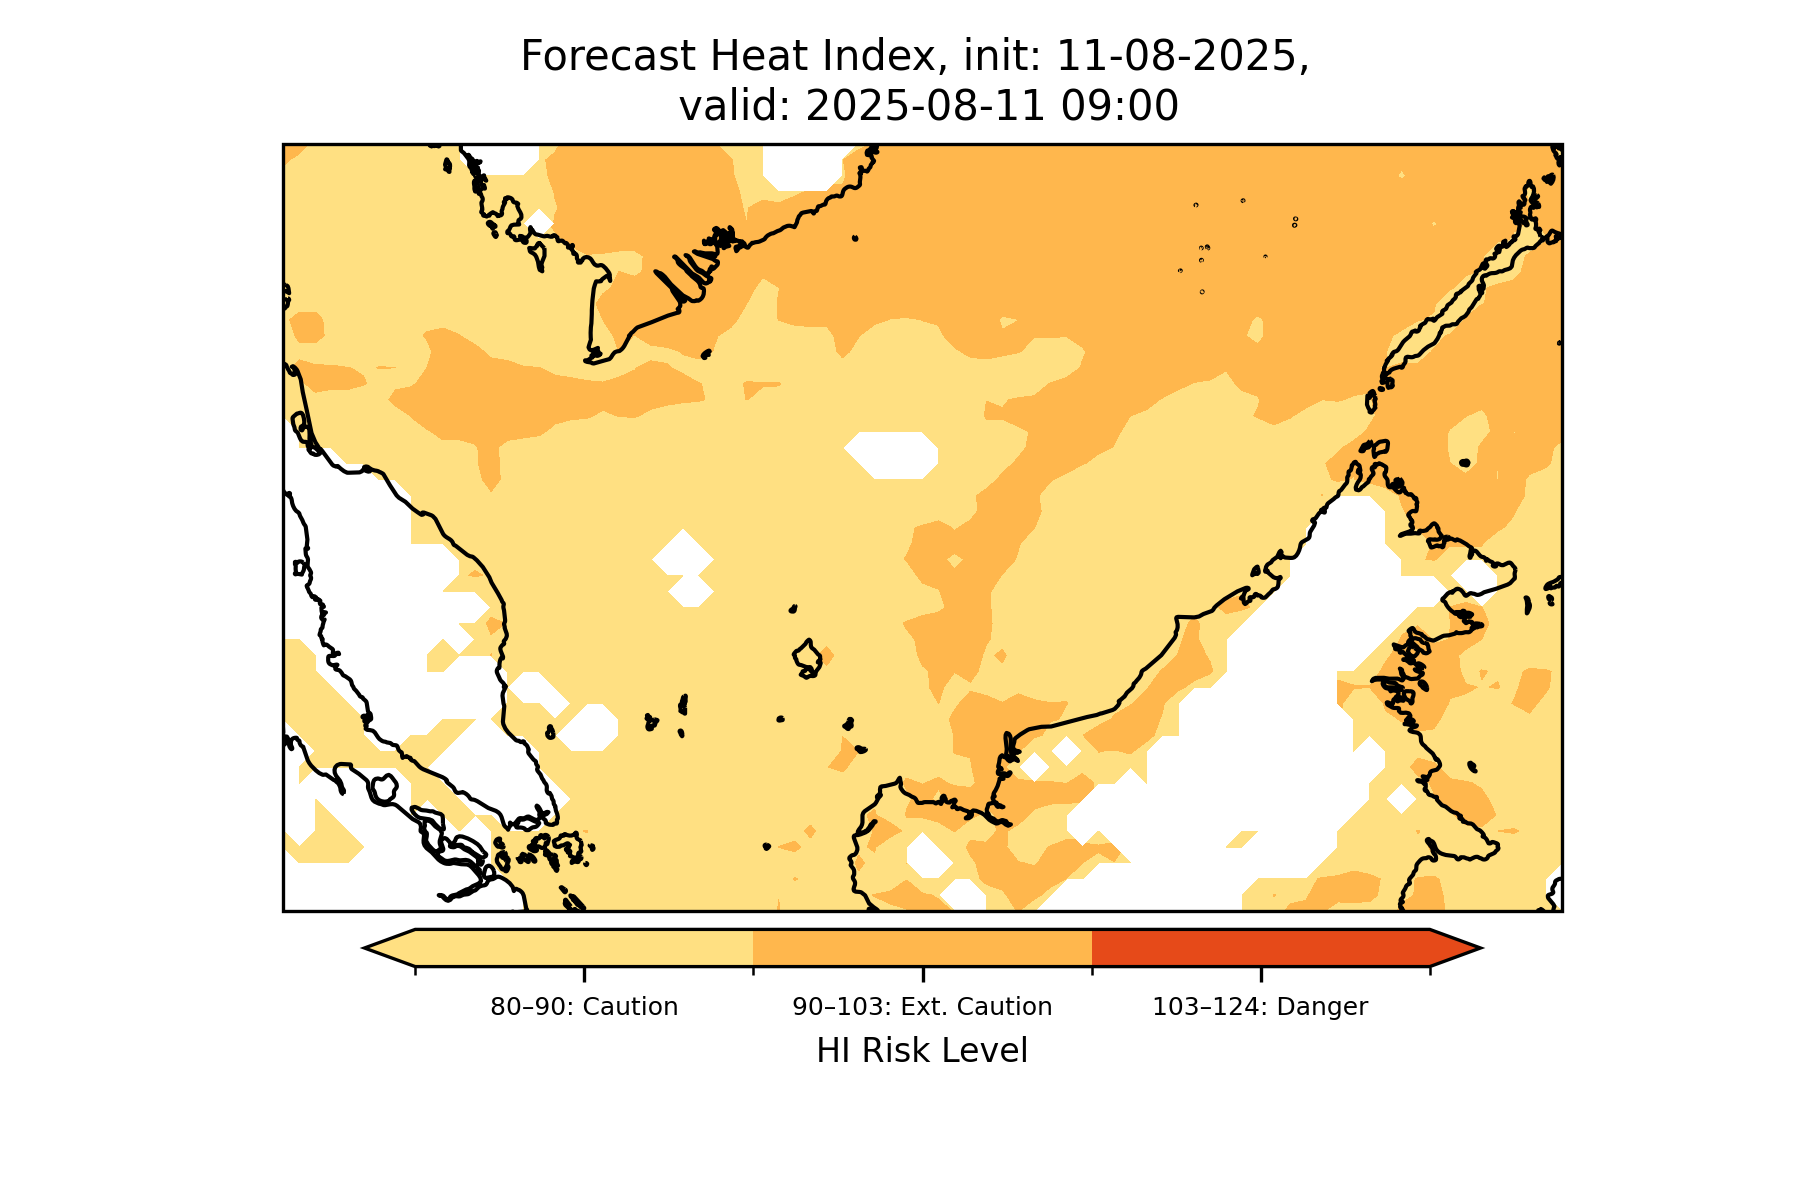 Forecast Heat Index, init: 11-08-2025,
valid: 2025-08-11 09:00
80–90: Caution
90–103: Ext. Caution
103–124: Danger
HI Risk Level